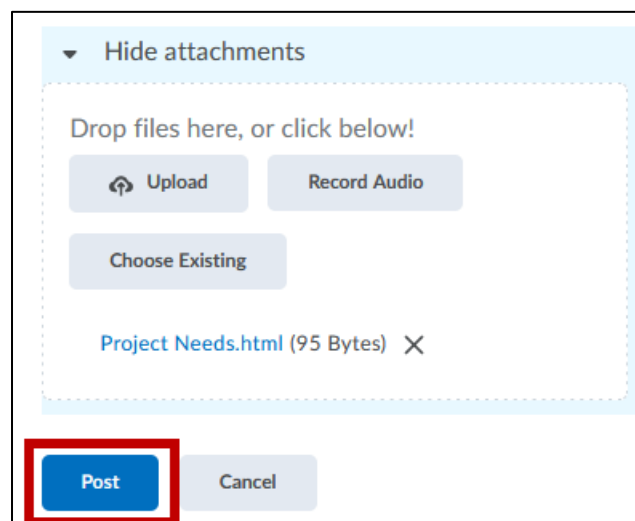 Hide attachments
Drop files here, or click below!
Upload Record Audio
Choose Existing
Project Needs.html (95 Bytes)
Post Cancel